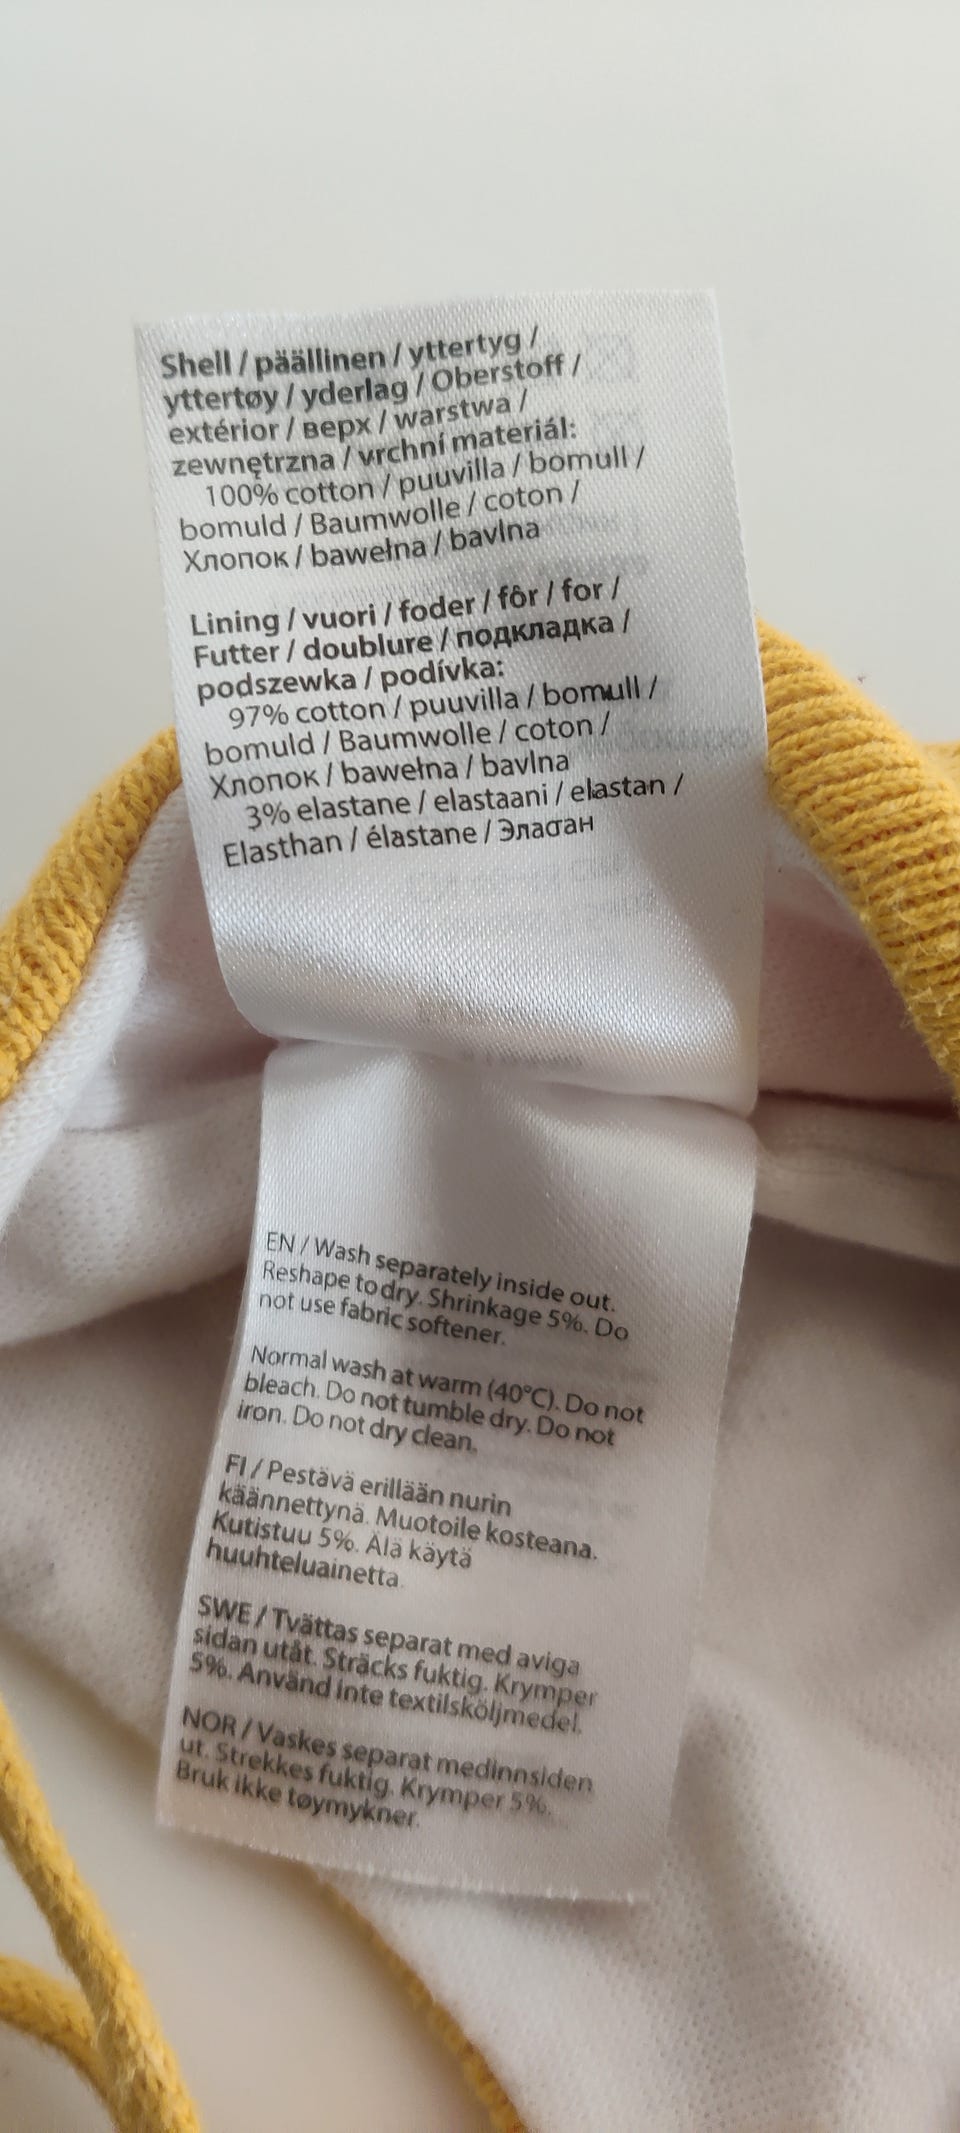 Shell / päällinen / yttertyg /
yttertøy / yderlag / Oberstoff /
extérior / верх / warstwa /
zewnętrzna / vrchní materiál:
100% cotton / puuvilla / bomull /
bomuld / Baumwolle / coton /
Хлопок / bawełna / bavlna
Lining / vuori / foder / fôr / for /
Futter / doublure / подкладка /
podszewka / podívka:
97% cotton / puuvilla / bomull /
bomuld / Baumwolle / coton /
Хлопок / bawełna / bavlna
3% elastane / elastaani / elastan /
Elasthan / élastane / Эластан
EN / Wash separately inside out.
Reshape to dry. Shrinkage 5%. Do
not use fabric softener.
Normal wash at warm (40°C). Do not
bleach. Do not tumble dry. Do not
iron. Do not dry clean.
FI / Pestävä erillään nurin
käännettynä. Muotoile kosteana.
Kutistuu 5%. Älä käytä
huuhteluainetta.
SWE / Tvättas separat med aviga
sidan utåt. Sträcks fuktig. Krymper
5%. Använd inte textilsköljmedel.
NOR / Vaskes separat medinnsiden
ut. Strekkes fuktig. Krymper 5%.
Bruk ikke tøymykner.